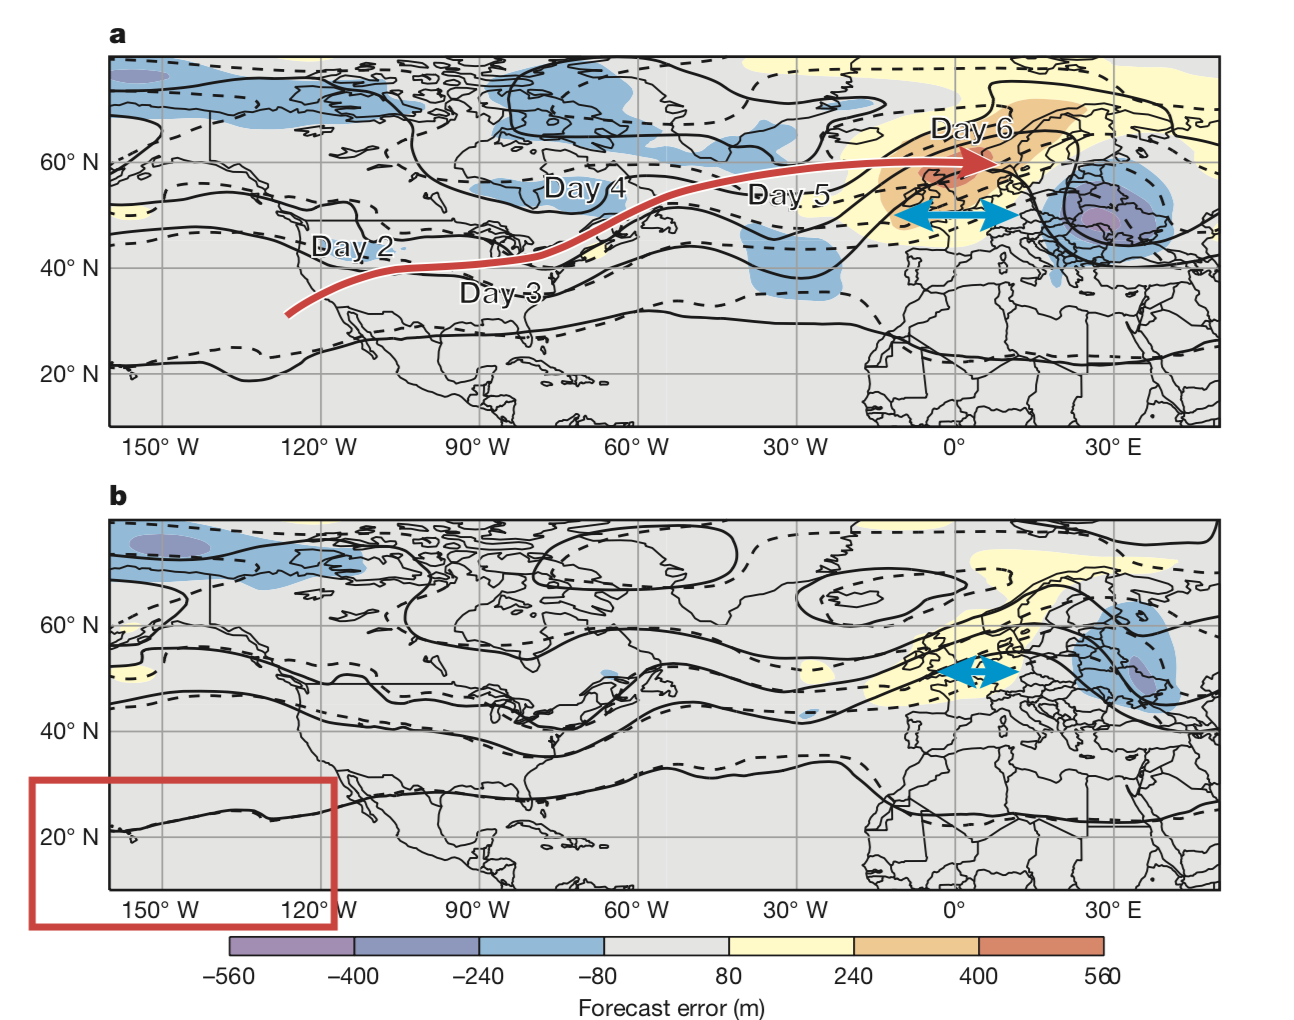 a
Day 6
60° N
Day 4
Day 5
Day 2
40° N
Day 3
20° N
150° W 120° W 90° W 60° W 30° W 0° 30° E
b
60° N
40° N
20° N
150° W 120° W 90° W 60° W 30° W 0° 30° E
–560 –400 –240 –80 80 240 400 560
Forecast error (m)